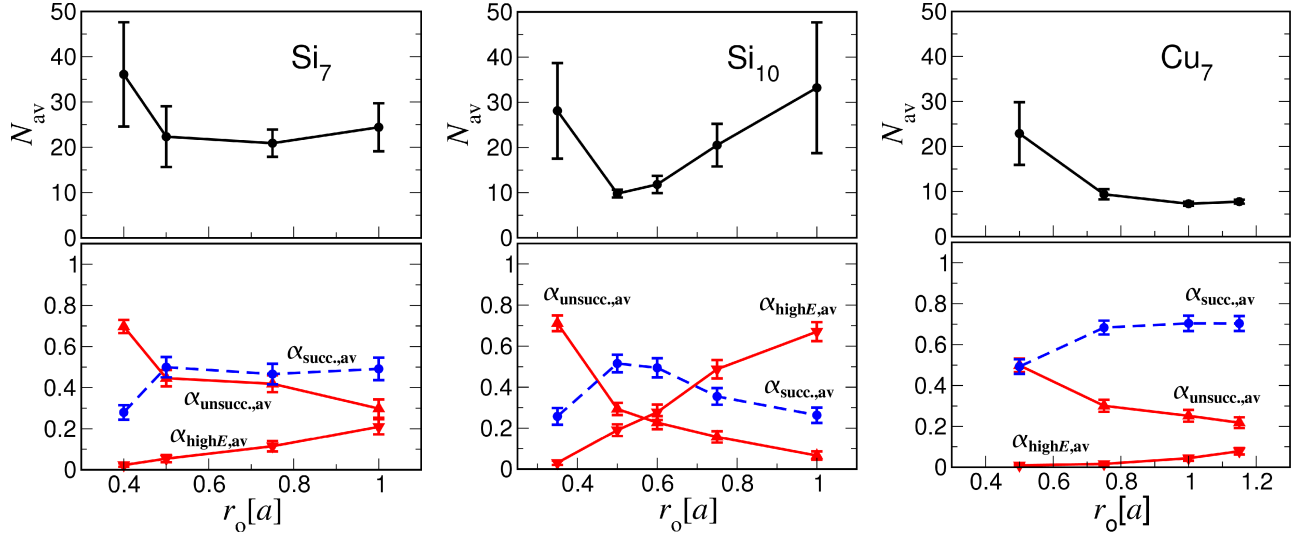 50
40
30
20
10
0
N_av
Si_7
50
40
30
20
10
0
N_av
Si_10
50
40
30
20
10
0
N_av
Cu_7
1
0.8
0.6
0.4
0.2
0
α_succ.,av
α_unsucc.,av
α_highE,av
0.4 0.6 0.8 1
r_o[a]
1
0.8
0.6
0.4
0.2
0
α_unsucc.,av
α_highE,av
α_succ.,av
0.4 0.6 0.8 1
r_o[a]
1
0.8
0.6
0.4
0.2
0
α_succ.,av
α_unsucc.,av
α_highE,av
0.4 0.6 0.8 1 1.2
r_o[a]